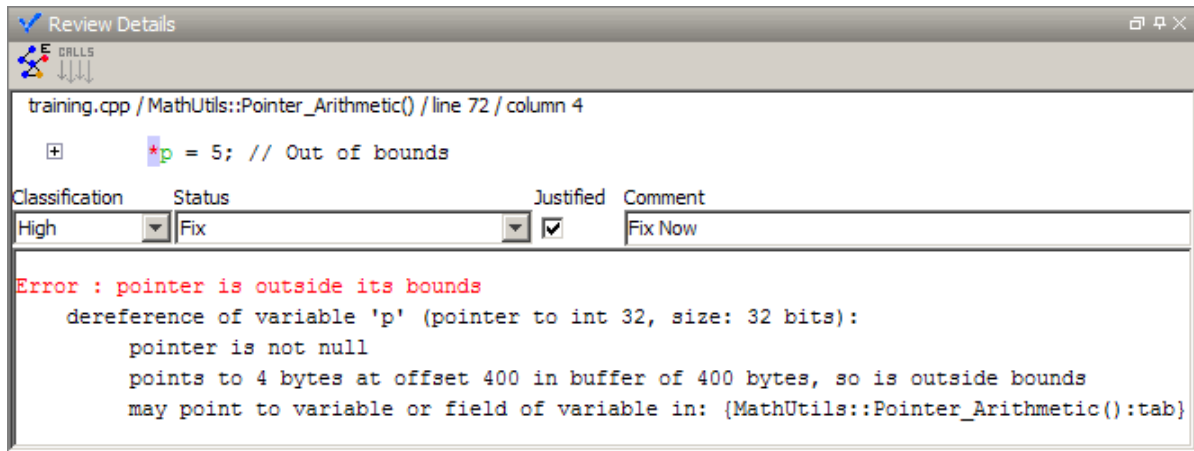 Review Details
E CALLS
training.cpp / MathUtils::Pointer_Arithmetic() / line 72 / column 4
*p = 5; // Out of bounds
Classification Status Justified Comment
High Fix Fix Now
Error : pointer is outside its bounds
dereference of variable 'p' (pointer to int 32, size: 32 bits):
pointer is not null
points to 4 bytes at offset 400 in buffer of 400 bytes, so is outside bounds
may point to variable or field of variable in: {MathUtils::Pointer_Arithmetic():tab}